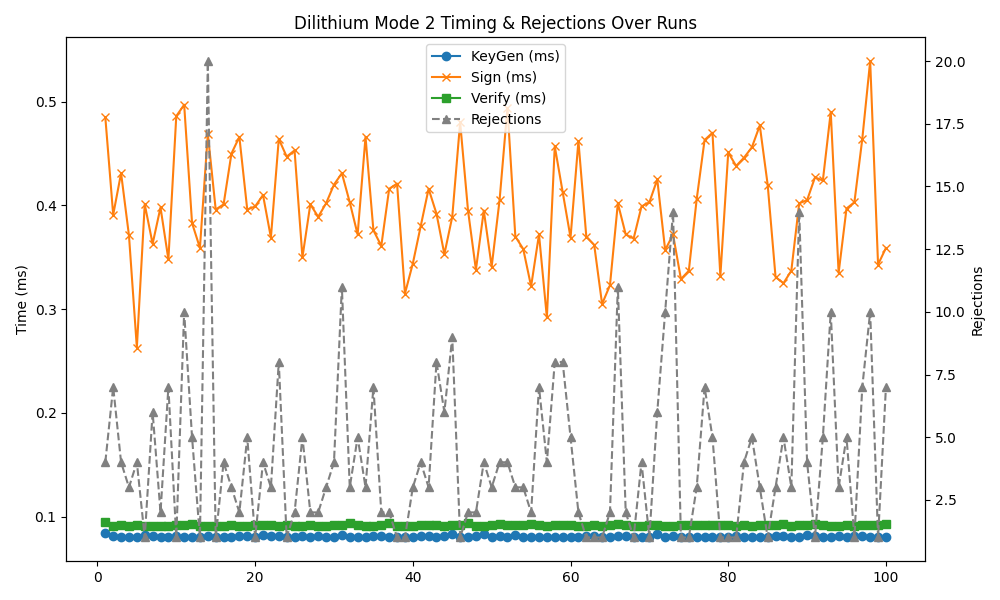 Dilithium Mode 2 Timing & Rejections Over Runs
KeyGen (ms)
Sign (ms)
Verify (ms)
Rejections
Time (ms)
0.5
0.4
0.3
0.2
0.1
20.0
17.5
15.0
12.5
10.0
7.5
5.0
2.5
Rejections
0
20
40
60
80
100